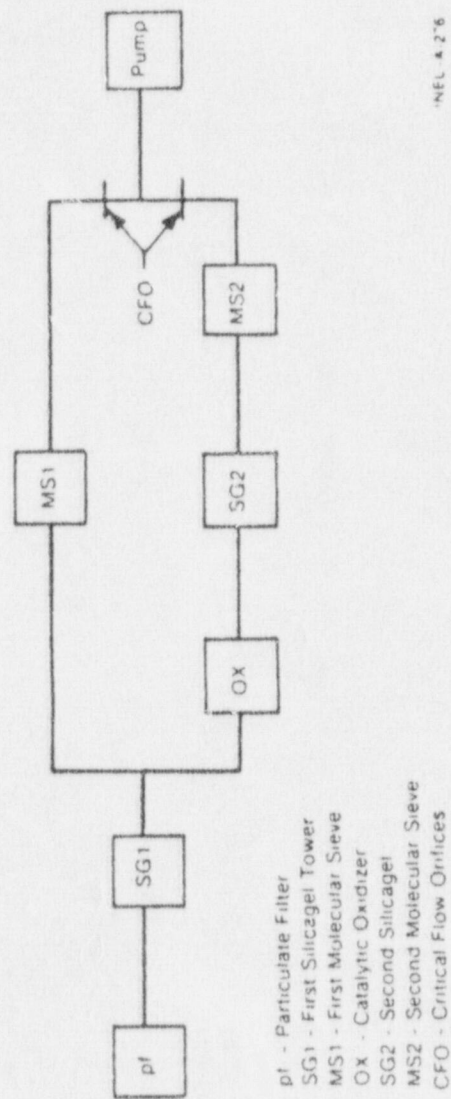 Pump
MS1
CFO
pf
SG1
OX
SG2
MS2
pf - Particulate Filter
SG1 - First Silicagel Tower
MS1 - First Molecular Sieve
OX - Catalytic Oxidizer
SG2 - Second Silicagel
MS2 - Second Molecular Sieve
CFO - Critical Flow Orifices